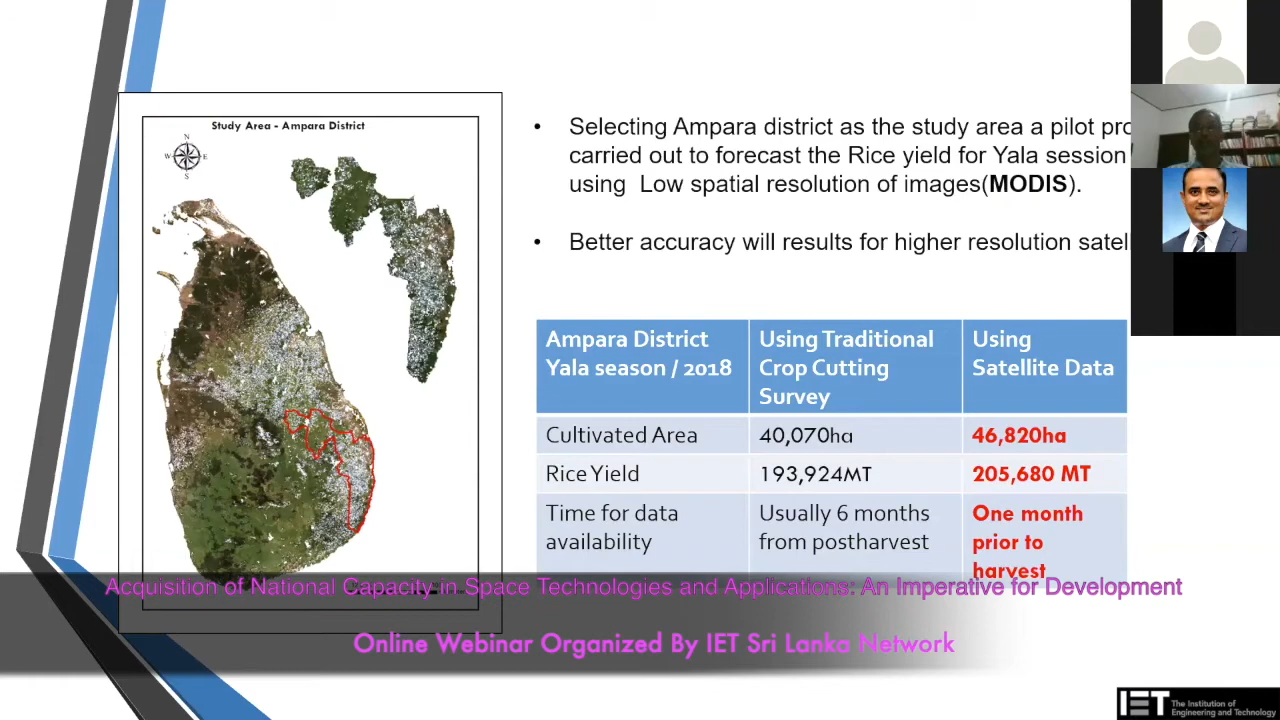 Study Area - Ampara District
N
W
E
S
• Selecting Ampara district as the study area a pilot
carried out to forecast the Rice yield for Yala session
using Low spatial resolution of images(MODIS).
• Better accuracy will results for higher resolution
Ampara District
Yala season / 2018
Using Traditional
Crop Cutting
Survey
Using
Satellite Data
Cultivated Area
40,070ha
46,820ha
Rice Yield
193,924MT
205,680 MT
Time for data
availability
Usually 6 months
from postharvest
One month
prior to
harvest
Acquisition of National Capacity in Space Technologies and Applications: An Imperative for Development
Online Webinar Organized By IET Sri Lanka Network
IET The Institution of
Engineering and Technology